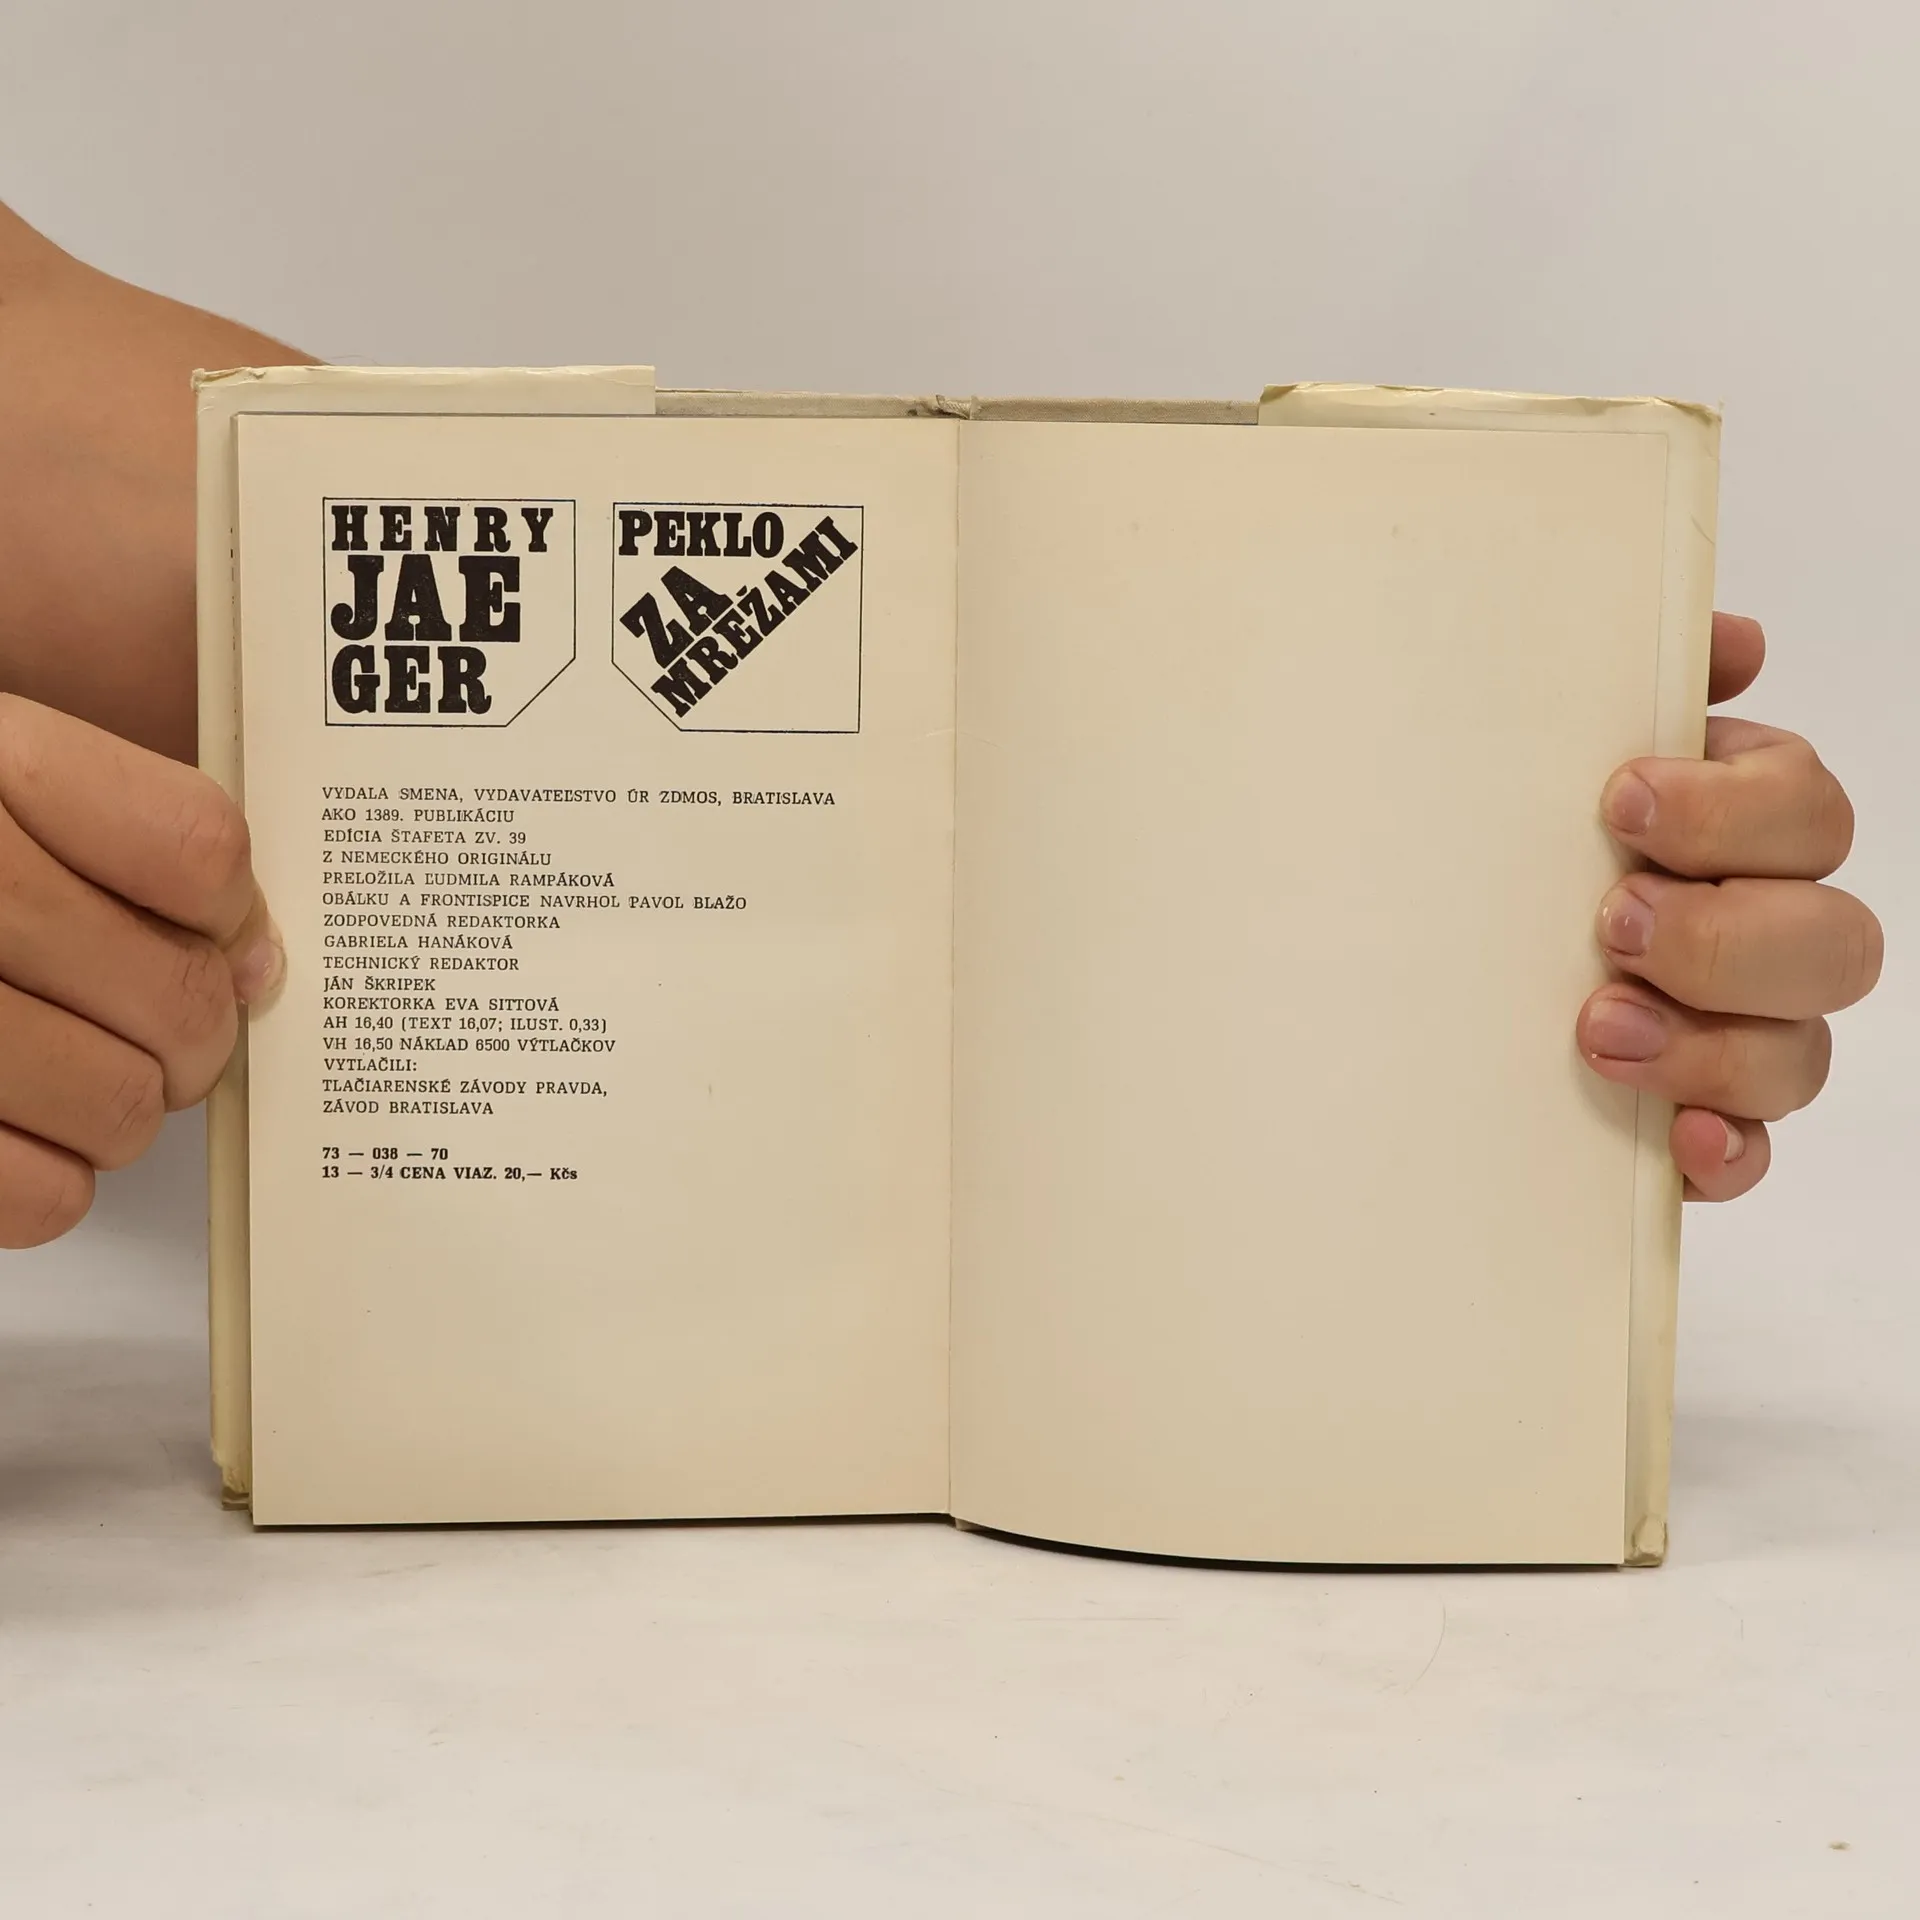 HENRY
JAE
GER
PEKLO
ZA
MREŽAMI
VYDALA SMENA, VYDAVATEĽSTVO ÚR ZDMOS, BRATISLAVA
AKO 1389. PUBLIKÁCIU
EDÍCIA ŠTAFETA ZV. 39
Z NEMECKÉHO ORIGINÁLU
PRELOŽILA ĽUDMILA RAMPÁKOVÁ
OBÁLKU A FRONTISPICE NAVRHOL PAVOL BLAŽO
ZODPOVEDNÁ REDAKTORKA
GABRIELA HANÁKOVÁ
TECHNICKÝ REDAKTOR
JÁN ŠKRIPEK
KOREKTORKA EVA SITTOVÁ
AH 16,40 (TEXT 16,07; ILUST. 0,33)
VH 16,50 NÁKLAD 6500 VÝTLAČKOV
VYTLAČILI:
TLAČIARENSKÉ ZÁVODY PRAVDA,
ZÁVOD BRATISLAVA
73 — 038 — 70
13 — 3/4 CENA VIAZ. 20,— Kčs